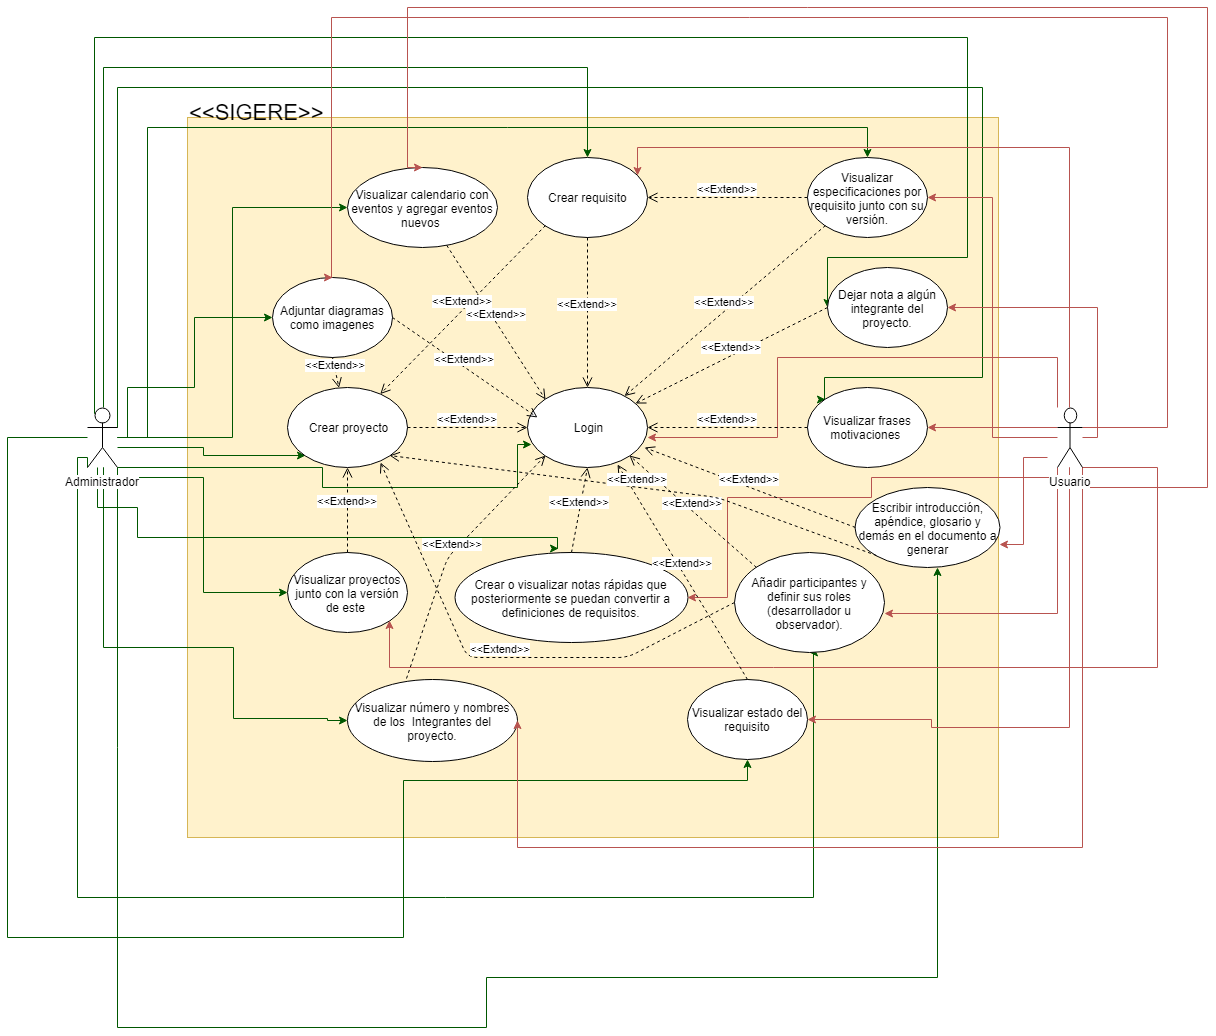 <<SIGERE>>
Visualizar calendario con
eventos y agregar eventos
nuevos
Crear requisito
<<Extend>>
Visualizar
especificaciones por
requisito junto con su
versión.
Adjuntar diagramas
como imagenes
<<Extend>>
<<Extend>>
<<Extend>>
<<Extend>>
Dejar nota a algún
integrante del
proyecto.
<<Extend>>
<<Extend>>
<<Extend>>
Crear proyecto
<<Extend>>
Login
<<Extend>>
Visualizar frases
motivaciones
Administrador
Usuario
<<Extend>>
<<Extend>>
<<Extend>>
<<Extend>>
<<Extend>>
Escribir introducción,
apéndice, glosario y
demás en el documento a
generar
<<Extend>>
<<Extend>>
Visualizar proyectos
junto con la versión
de este
Crear o visualizar notas rápidas que
posteriormente se puedan convertir a
definiciones de requisitos.
Añadir participantes y
definir sus roles
(desarrollador u
observador).
<<Extend>>
Visualizar número y nombres
de los Integrantes del
proyecto.
Visualizar estado del
requisito